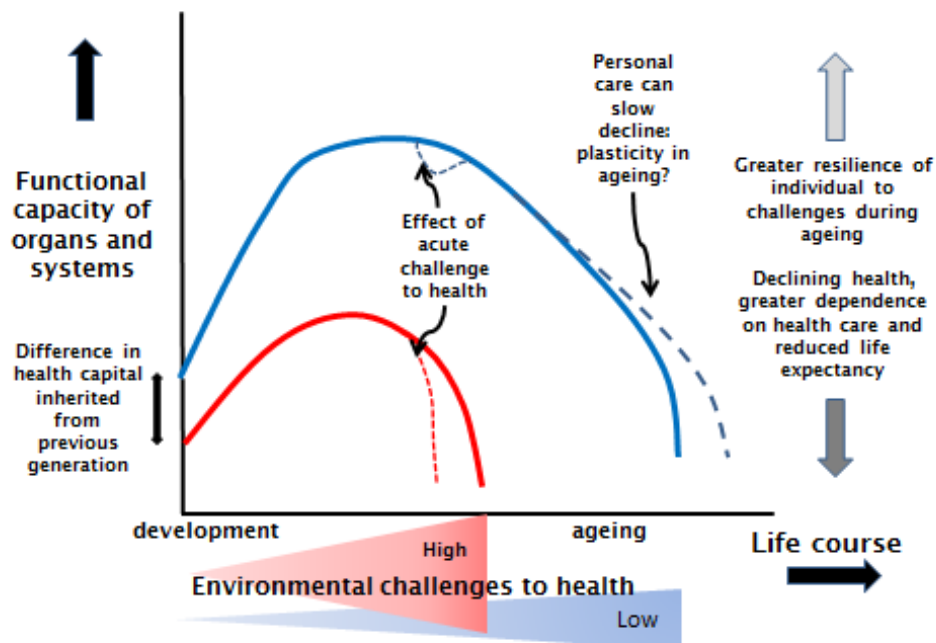 Functional
capacity of
organs and
systems
Difference in
health capital
inherited
from
previous
generation
Effect of
acute
challenge
to health
Personal
care can
slow
decline:
plasticity in
ageing?
Greater resilience of
individual to
challenges during
ageing
Declining health,
greater dependence
on health care and
reduced life
expectancy
development
ageing
Life course
High
Environmental challenges to health
Low